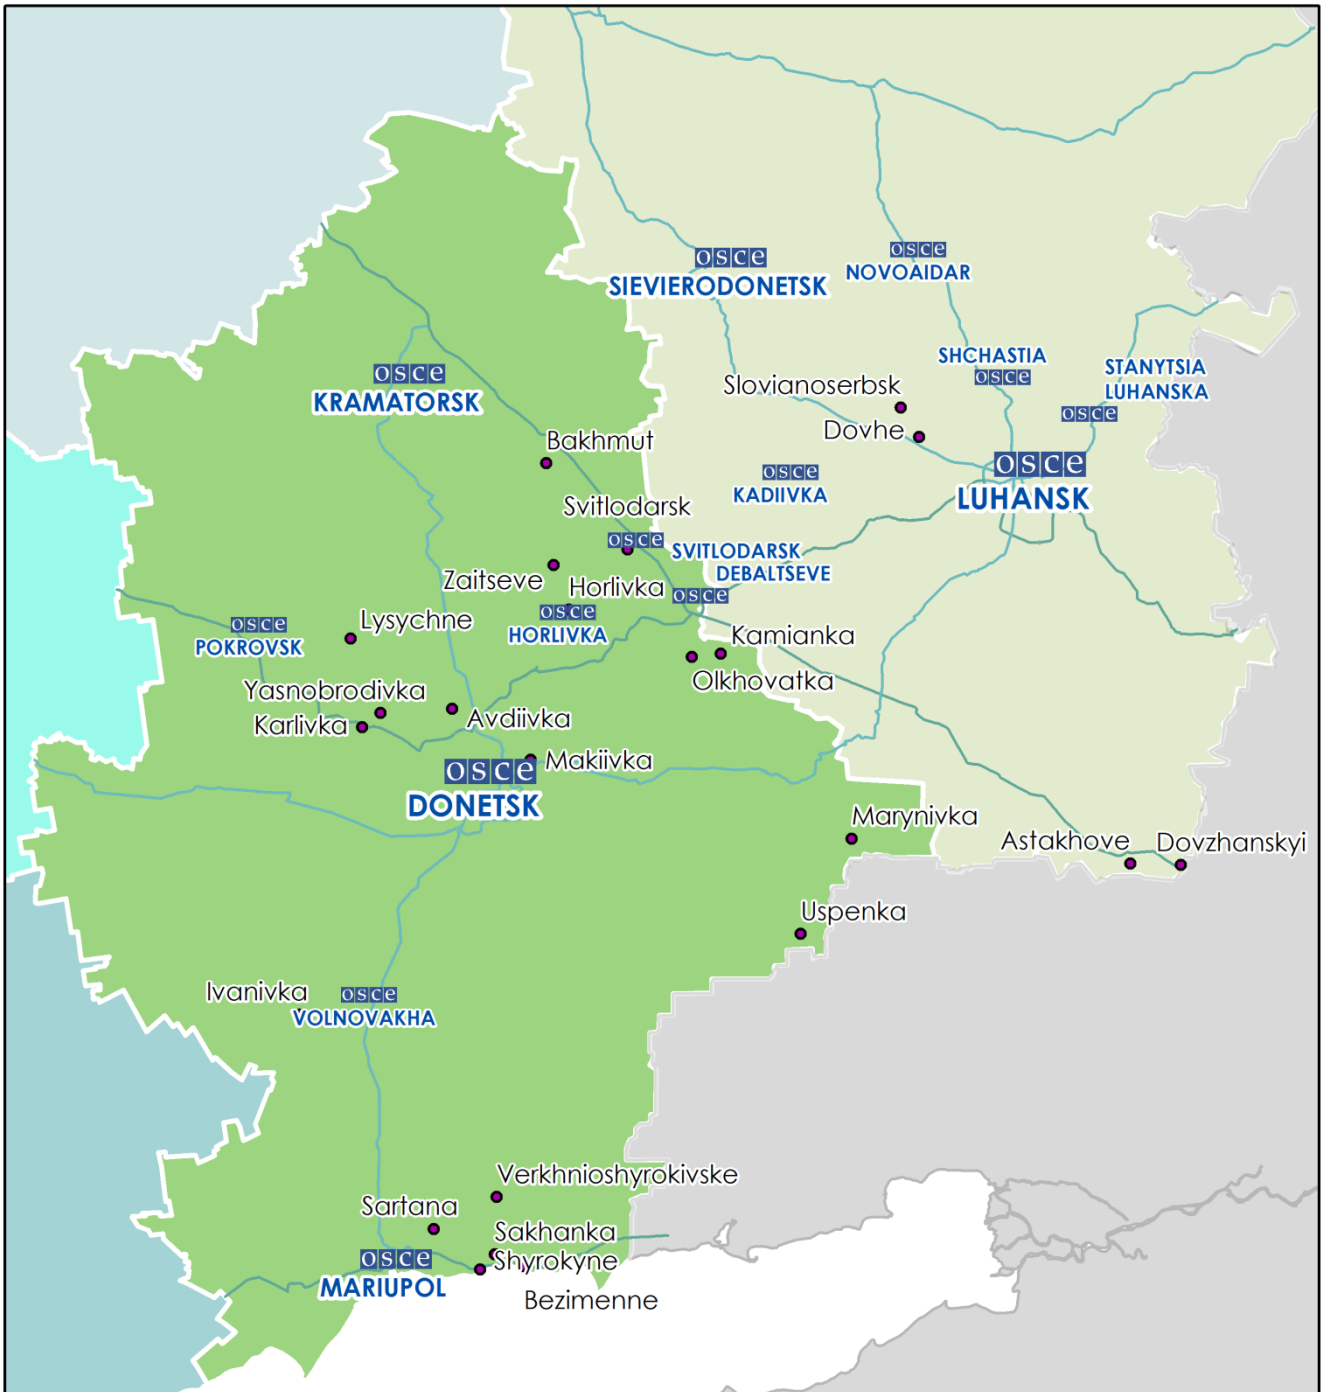 osce
SIEVIERODONETSK
osce
NOVOAIDAR
osce
KRAMATORSK
SHCHASTIA
osce
STANYTSIA
LUHANSKA
osce
Slovianoserbsk
Dovhe
Bakhmut
osce
KADIIVKA
osce
LUHANSK
Svitlodarsk
osce
SVITLODARSK
DEBALTSEVE
osce
Zaitseve
Horlivka
osce
HORLIVKA
osce
POKROVSK
Lysychne
Kamianka
Olkhovatka
Yasnobrodivka
Karlivka
Avdiivka
Makiivka
osce
DONETSK
Marynivka
Astakhove
Dovzhanskyi
Uspenka
Ivanivka
osce
VOLNOVAKHA
Verkhnioshyrokivske
Sartana
Sakhanka
Shyrokyne
osce
MARIUPOL
Bezimenne